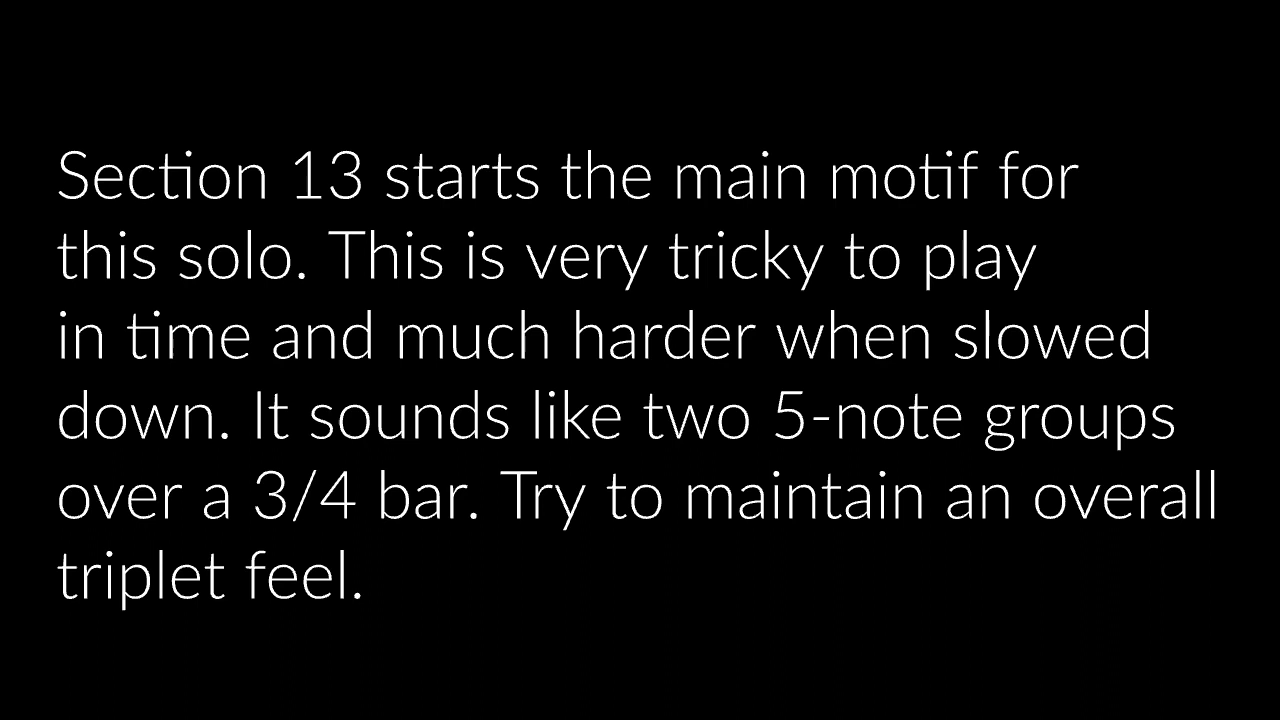 Section 13 starts the main motif for
this solo. This is very tricky to play
in time and much harder when slowed
down. It sounds like two 5-note groups
over a 3/4 bar. Try to maintain an overall
triplet feel.